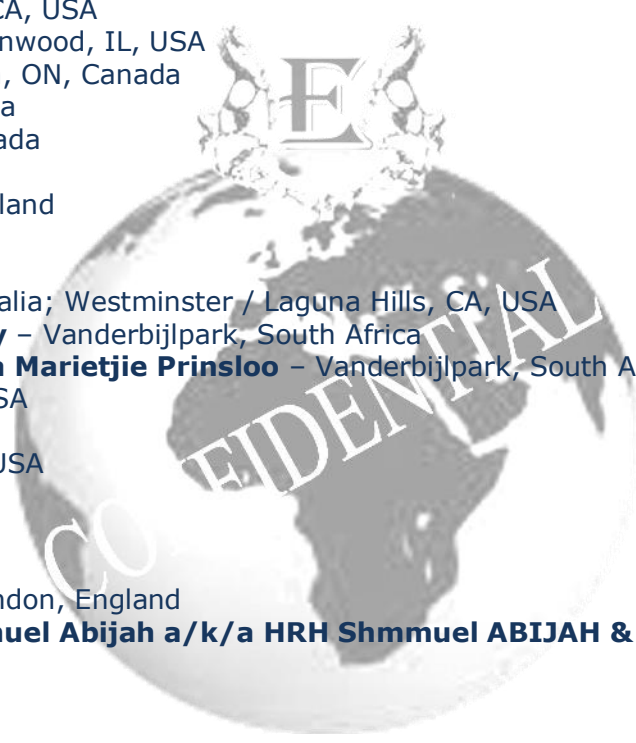 CA, USA
nwood, IL, USA
, ON, Canada
a
ada
land
alia; Westminster / Laguna Hills, CA, USA
y – Vanderbijlpark, South Africa
n Marietjie Prinsloo – Vanderbijlpark, South A
SA
USA
ndon, England
nuel Abijah a/k/a HRH Shmmuel ABIJAH &
E
CONFIDENTIAL